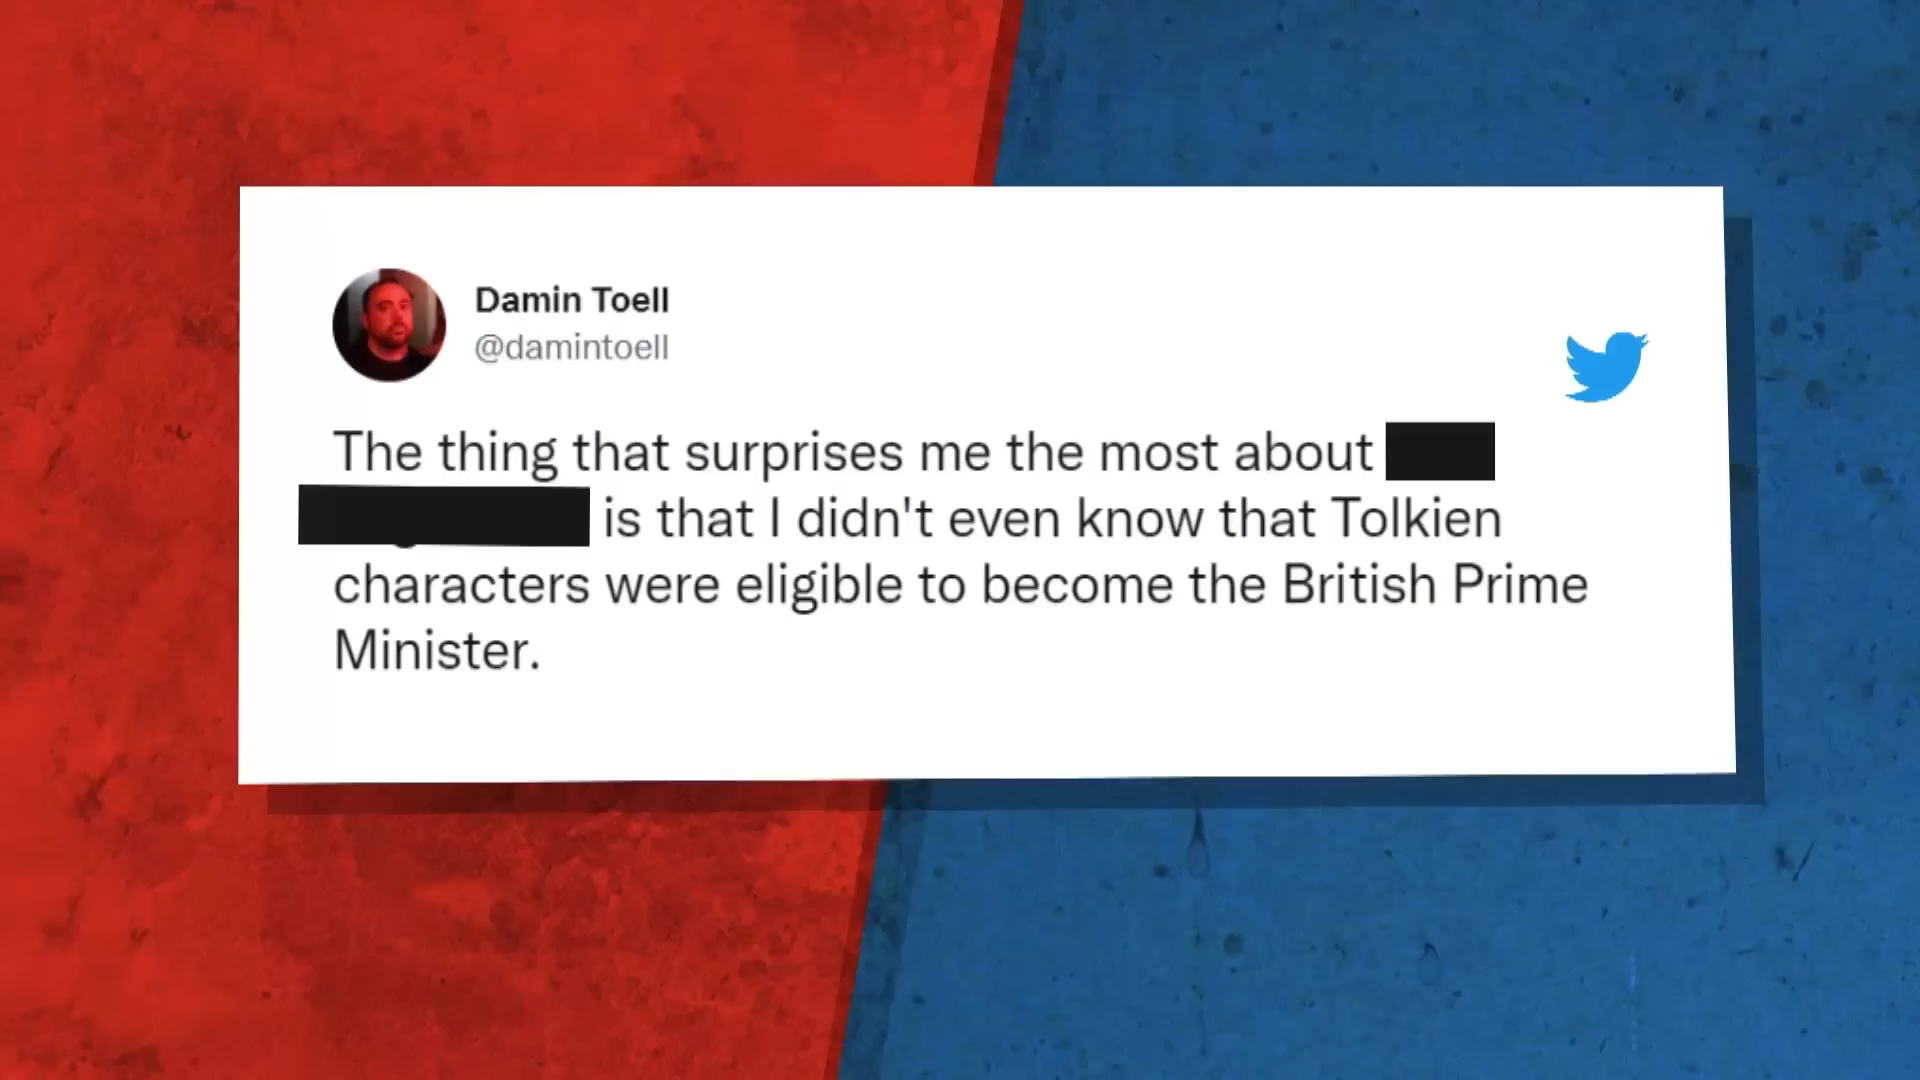 Damin Toell
@damintoell
The thing that surprises me the most about
is that I didn't even know that Tolkien
characters were eligible to become the British Prime
Minister.